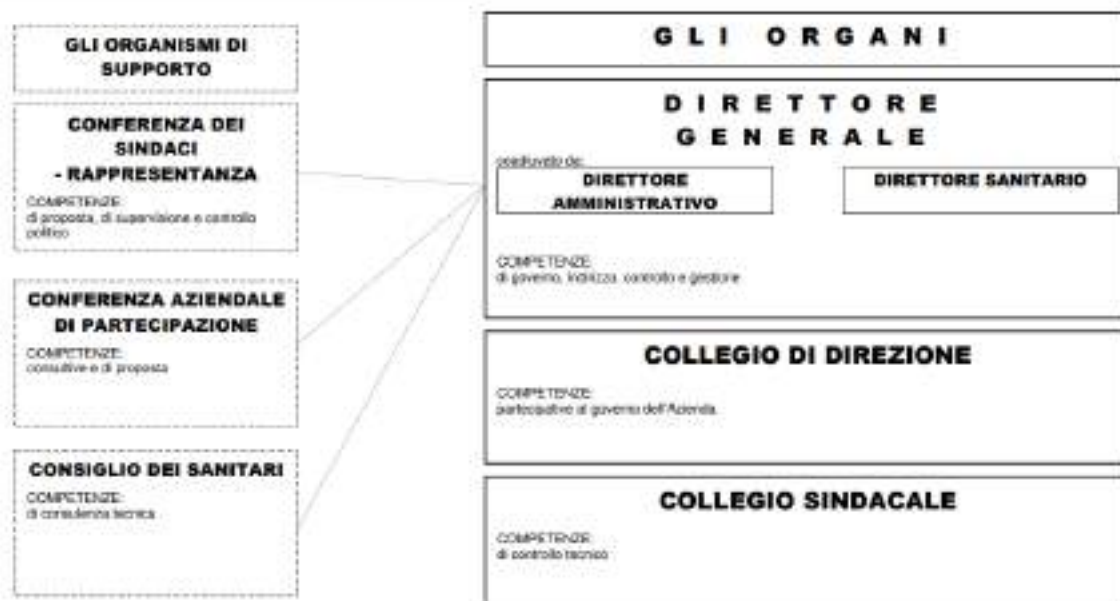 GLI ORGANISMI DI
SUPPORTO
CONFERENZA DEI
SINDACI
- RAPPRESENTANZA
COMPETENZE:
di proposta, di supervisione e controllo
politico
CONFERENZA AZIENDALE
DI PARTECIPAZIONE
COMPETENZE:
consultive e di proposta
CONSIGLIO DEI SANITARI
COMPETENZE:
di consulenza tecnica
GLI ORGANI
DIRETTORE
GENERALE
coadiuvato da:
DIRETTORE
AMMINISTRATIVO
DIRETTORE SANITARIO
COMPETENZE:
di governo, indirizzo, controllo e gestione
COLLEGIO DI DIREZIONE
COMPETENZE:
partecipative al governo dell'Azienda.
COLLEGIO SINDACALE
COMPETENZE:
di controllo tecnico